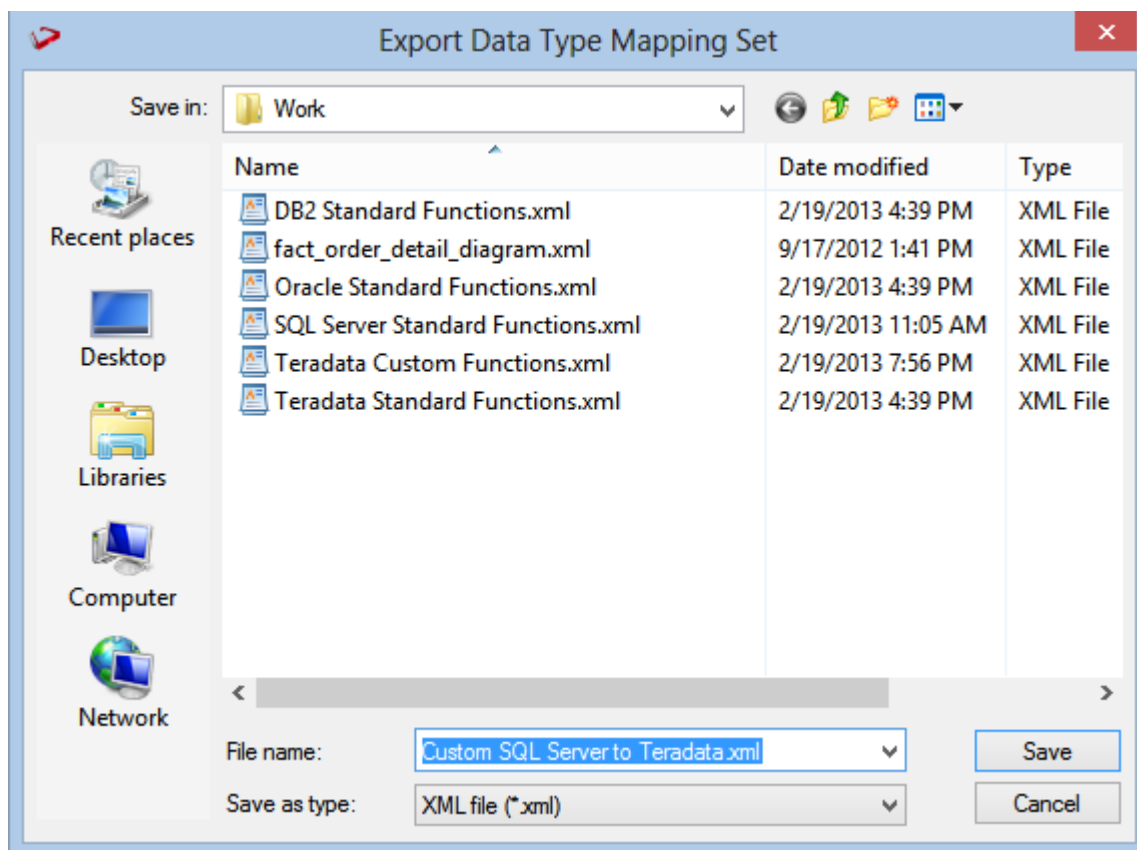 Export Data Type Mapping Set
Save in: Work
Name Date modified Type
DB2 Standard Functions.xml 2/19/2013 4:39 PM XML File
fact_order_detail_diagram.xml 9/17/2012 1:41 PM XML File
Oracle Standard Functions.xml 2/19/2013 4:39 PM XML File
SQL Server Standard Functions.xml 2/19/2013 11:05 AM XML File
Teradata Custom Functions.xml 2/19/2013 7:56 PM XML File
Teradata Standard Functions.xml 2/19/2013 4:39 PM XML File
Recent places
Desktop
Libraries
Computer
Network
File name: Custom SQL Server to Teradata.xml Save
Save as type: XML file (*.xml) Cancel